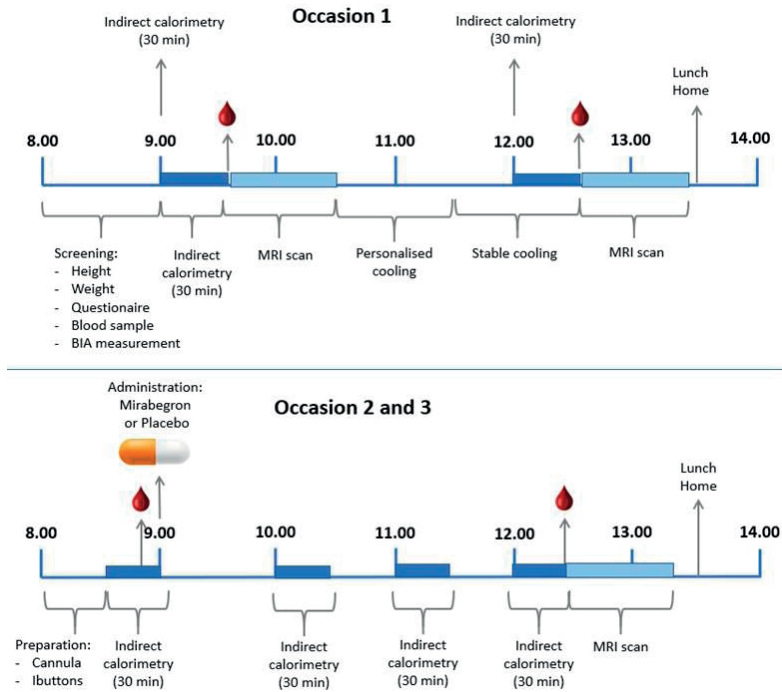 Occasion 1
Indirect calorimetry
(30 min)
Indirect calorimetry
(30 min)
Lunch
Home
8.00
9.00
10.00
11.00
12.00
13.00
14.00
Screening:
- Height
- Weight
- Questionaire
- Blood sample
- BIA measurement
Indirect
calorimetry
(30 min)
MRI scan
Personalised
cooling
Stable cooling
MRI scan
Administration:
Mirabegron
or Placebo
Occasion 2 and 3
Lunch
Home
8.00
9.00
10.00
11.00
12.00
13.00
14.00
Preparation:
- Cannula
- Ibuttons
Indirect
calorimetry
(30 min)
Indirect
calorimetry
(30 min)
Indirect
calorimetry
(30 min)
Indirect
calorimetry
(30 min)
MRI scan